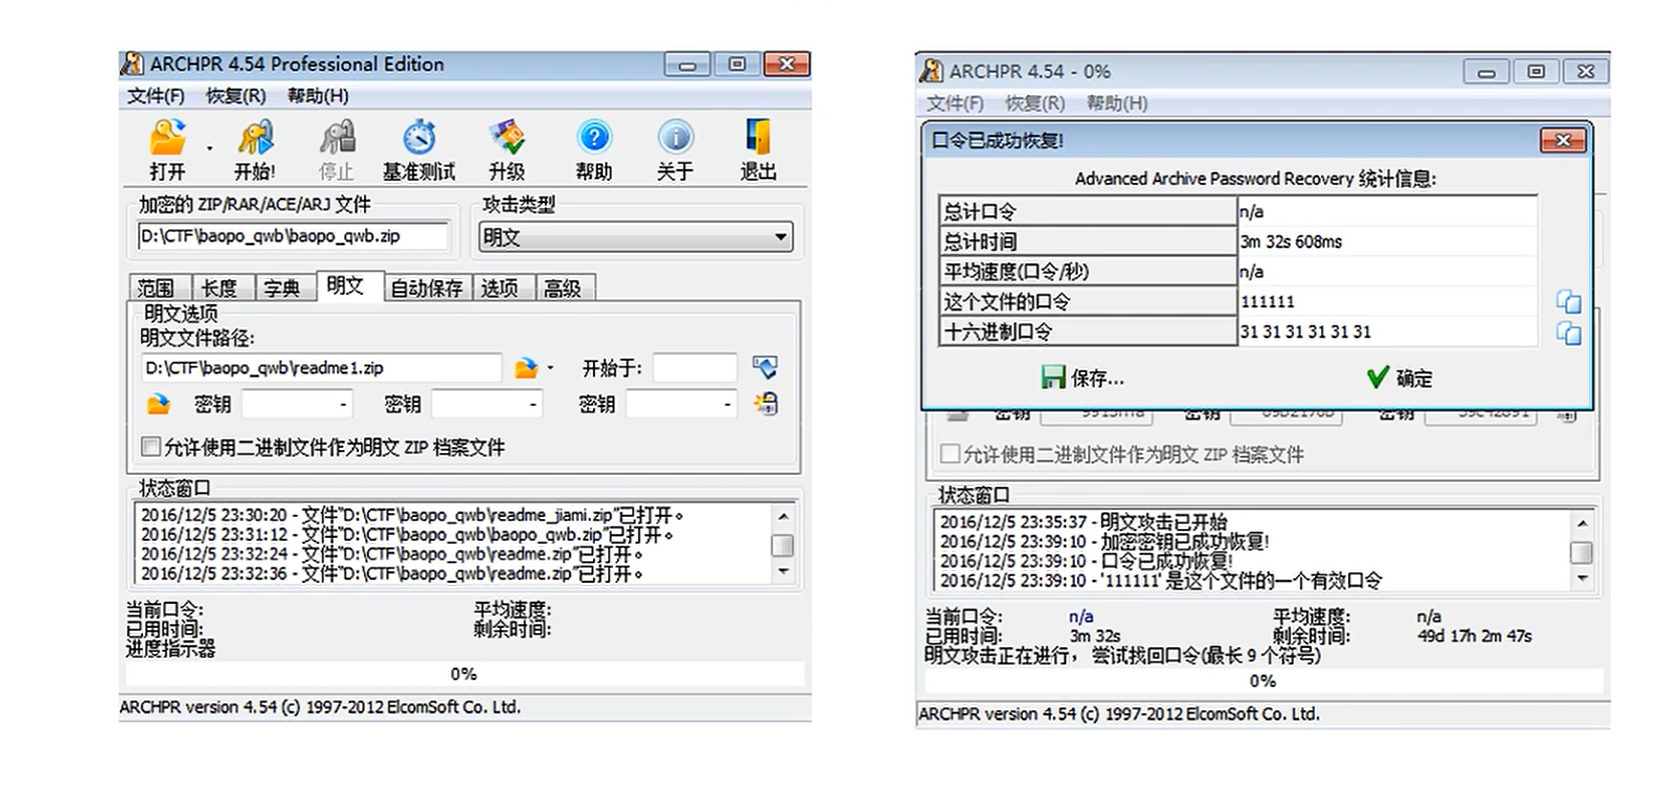 ARCHPR 4.54 Professional Edition
文件(F) 恢复(R) 帮助(H)
打开 开始! 停止 基准测试 升级 帮助 关于 退出
加密的 ZIP/RAR/ACE/ARJ 文件 攻击类型
D:\CTF\baopo_qwb\baopo_qwb.zip 明文
范围 长度 字典 明文 自动保存 选项 高级
明文选项
明文文件路径:
D:\CTF\baopo_qwb\readme1.zip 开始于:
密钥 - 密钥 - 密钥 -
允许使用二进制文件作为明文 ZIP 档案文件
状态窗口
2016/12/5 23:30:20 - 文件"D:\CTF\baopo_qwb\readme_jiami.zip"已打开。
2016/12/5 23:31:12 - 文件"D:\CTF\baopo_qwb\baopo_qwb.zip"已打开。
2016/12/5 23:32:24 - 文件"D:\CTF\baopo_qwb\readme.zip"已打开。
2016/12/5 23:32:36 - 文件"D:\CTF\baopo_qwb\readme.zip"已打开。
当前口令: 平均速度:
已用时间: 剩余时间:
进度指示器
0%
ARCHPR version 4.54 (c) 1997-2012 ElcomSoft Co. Ltd.
ARCHPR 4.54 - 0%
文件(F) 恢复(R) 帮助(H)
口令已成功恢复!
Advanced Archive Password Recovery 统计信息:
总计口令 n/a
总计时间 3m 32s 608ms
平均速度(口令/秒) n/a
这个文件的口令 111111
十六进制口令 31 31 31 31 31 31
保存... 确定
密钥 密钥 密钥
允许使用二进制文件作为明文 ZIP 档案文件
状态窗口
2016/12/5 23:35:37 - 明文攻击已开始
2016/12/5 23:39:10 - 加密密钥已成功恢复!
2016/12/5 23:39:10 - 口令已成功恢复!
2016/12/5 23:39:10 - '111111' 是这个文件的一个有效口令
当前口令: n/a 平均速度: n/a
已用时间: 3m 32s 剩余时间: 49d 17h 2m 47s
明文攻击正在进行，尝试找回口令(最长 9 个符号)
0%
ARCHPR version 4.54 (c) 1997-2012 ElcomSoft Co. Ltd.